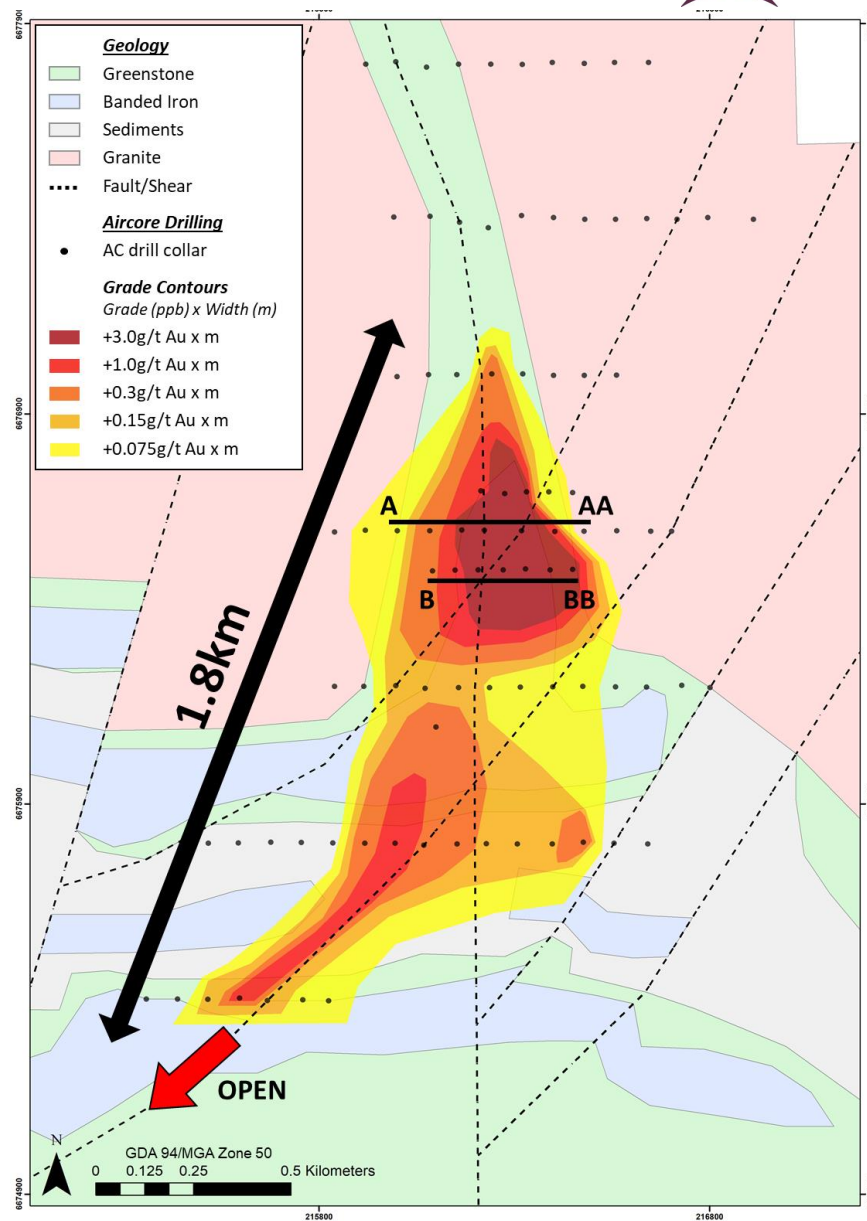 Geology
Greenstone
Banded Iron
Sediments
Granite
Fault/Shear
Aircore Drilling
AC drill collar
Grade Contours
Grade (ppb) x Width (m)
+3.0g/t Au x m
+1.0g/t Au x m
+0.3g/t Au x m
+0.15g/t Au x m
+0.075g/t Au x m
6676900
A AA
B BB
1.8km
6675900
OPEN
N
GDA 94/MGA Zone 50
0 0.125 0.25 0.5 Kilometers
6674900
215800 216800